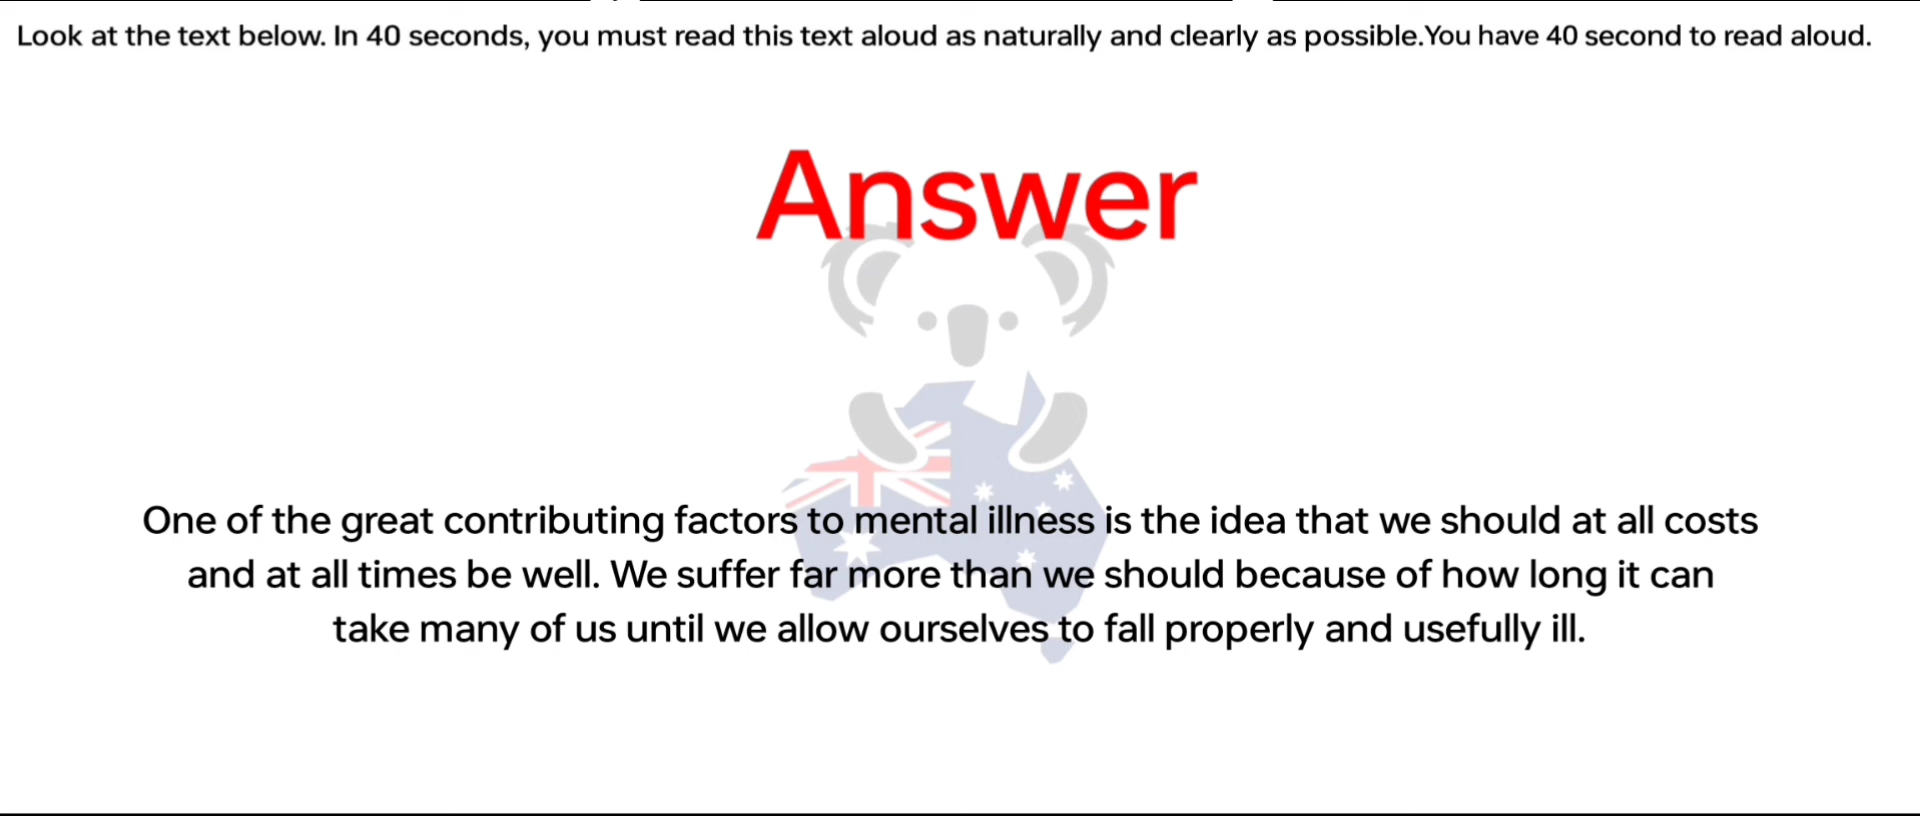 Look at the text below. In 40 seconds, you must read this text aloud as naturally and clearly as possible.You have 40 second to read aloud.
Answer
One of the great contributing factors to mental illness is the idea that we should at all costs
and at all times be well. We suffer far more than we should because of how long it can
take many of us until we allow ourselves to fall properly and usefully ill.